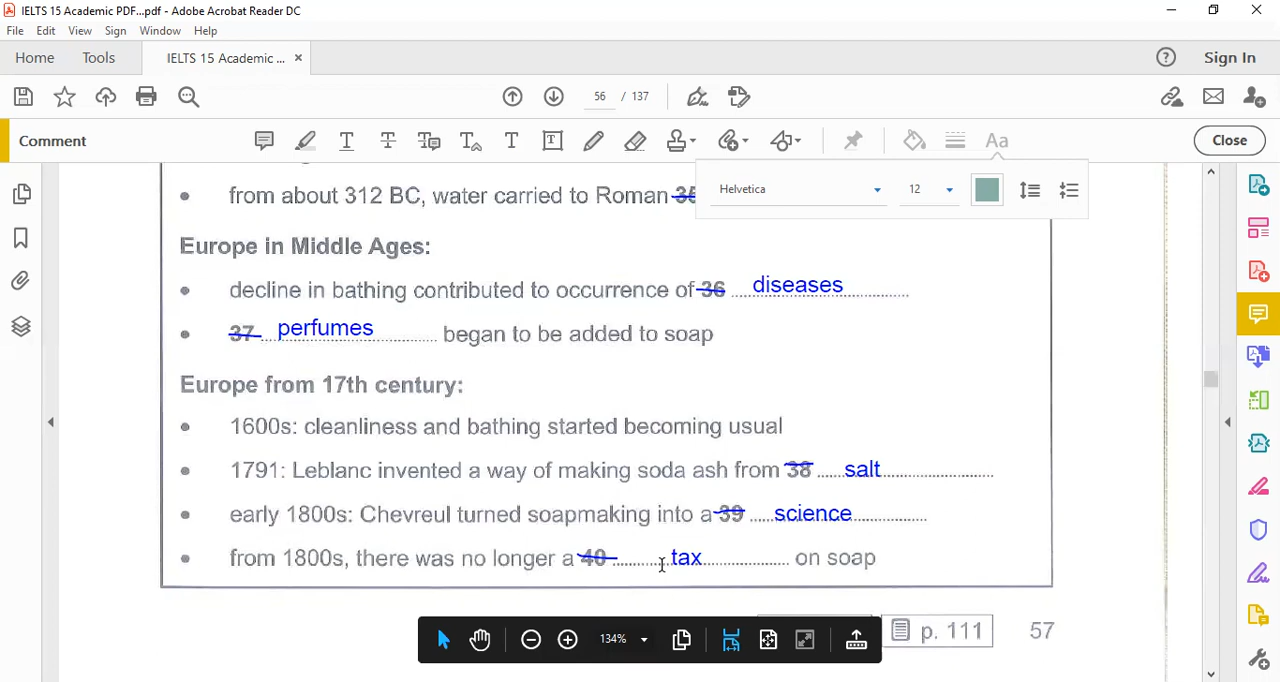 IELTS 15 Academic PDF...pdf - Adobe Acrobat Reader DC
File Edit View Sign Window Help
Home Tools IELTS 15 Academic ... × Sign In
56 / 137
Comment Close
Helvetica 12
from about 312 BC, water carried to Roman 35
Europe in Middle Ages:
• decline in bathing contributed to occurrence of 36 diseases
• 37 perfumes began to be added to soap
Europe from 17th century:
• 1600s: cleanliness and bathing started becoming usual
• 1791: Leblanc invented a way of making soda ash from 38 salt
• early 1800s: Chevreul turned soapmaking into a 39 science
• from 1800s, there was no longer a 40 tax on soap
134%
p. 111 57